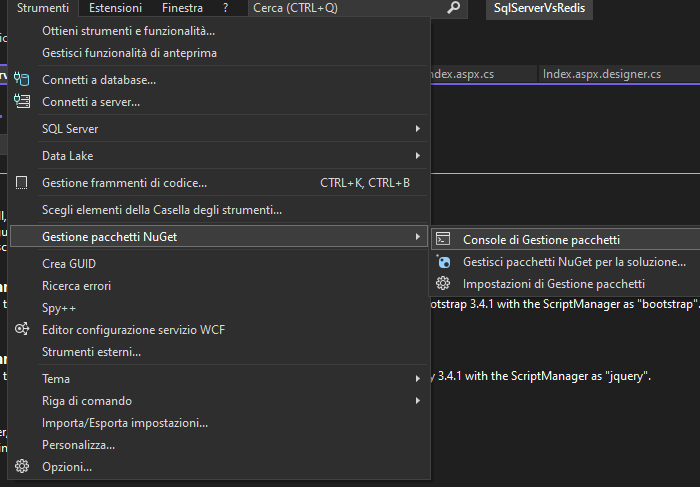 Strumenti Estensioni Finestra ? Cerca (CTRL+Q) SqlServerVsRedis
Ottieni strumenti e funzionalità...
Gestisci funzionalità di anteprima
Connetti a database... ndex.aspx.cs Index.aspx.designer.cs
Connetti a server...
SQL Server
Data Lake
Gestione frammenti di codice... CTRL+K, CTRL+B
Scegli elementi della Casella degli strumenti...
Gestione pacchetti NuGet Console di Gestione pacchetti
Crea GUID Gestisci pacchetti NuGet per la soluzione...
Ricerca errori Impostazioni di Gestione pacchetti
Spy++ otstrap 3.4.1 with the ScriptManager as "bootstrap".
Editor configurazione servizio WCF
Strumenti esterni...
Tema y 3.4.1 with the ScriptManager as "jquery".
Riga di comando
Importa/Esporta impostazioni...
Personalizza...
Opzioni...